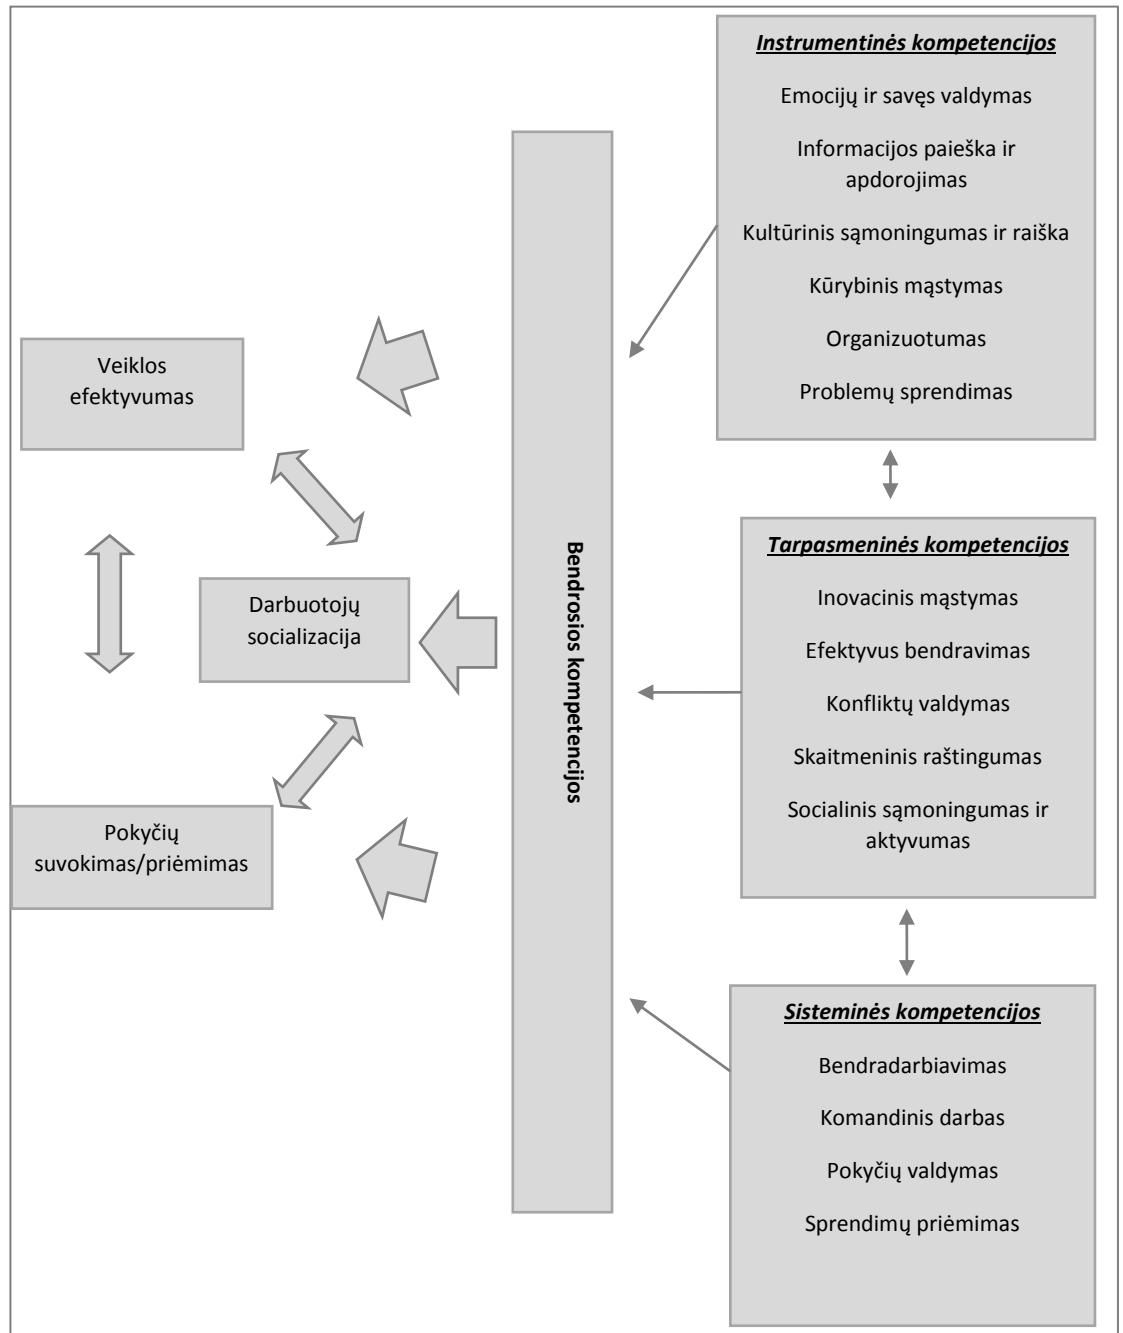 Veiklos
efektyvumas
Darbuotojų
socializacija
Pokyčių
suvokimas/priėmimas
Bendrosios kompetencijos
Instrumentinės kompetencijos
Emocijų ir savęs valdymas
Informacijos paieška ir
apdorojimas
Kultūrinis sąmoningumas ir raiška
Kūrybinis mąstymas
Organizuotumas
Problemų sprendimas
Tarpasmeninės kompetencijos
Inovacinis mąstymas
Efektyvus bendravimas
Konfliktų valdymas
Skaitmeninis raštingumas
Socialinis sąmoningumas ir
aktyvumas
Sisteminės kompetencijos
Bendradarbiavimas
Komandinis darbas
Pokyčių valdymas
Sprendimų priėmimas